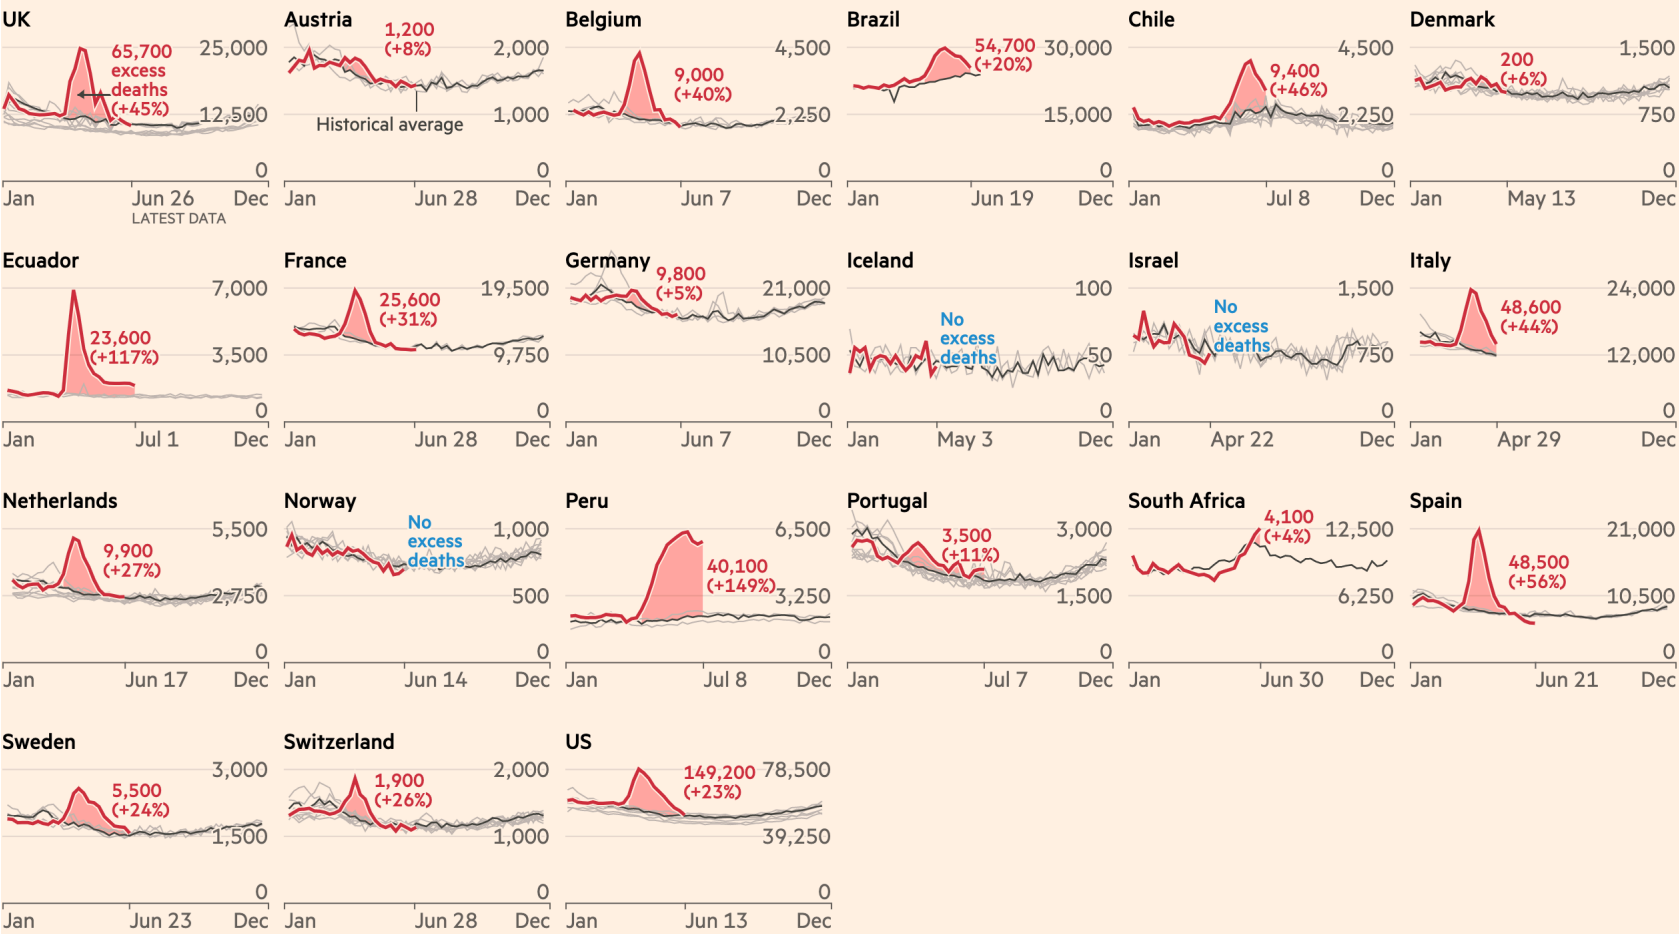 UK
65,700
excess
deaths
(+45%)
25,000
12,500
0
Jan
Jun 26
Dec
LATEST DATA
Austria
1,200
(+8%)
2,000
1,000
Historical average
0
Jan
Jun 28
Dec
Belgium
9,000
(+40%)
4,500
2,250
0
Jan
Jun 7
Dec
Brazil
54,700
(+20%)
30,000
15,000
0
Jan
Jun 19
Dec
Chile
9,400
(+46%)
4,500
2,250
0
Jan
Jul 8
Dec
Denmark
200
(+6%)
1,500
750
0
Jan
May 13
Dec
Ecuador
23,600
(+117%)
7,000
3,500
0
Jan
Jul 1
Dec
France
25,600
(+31%)
19,500
9,750
0
Jan
Jun 28
Dec
Germany
9,800
(+5%)
21,000
10,500
0
Jan
Jun 7
Dec
Iceland
No
excess
deaths
100
50
0
Jan
May 3
Dec
Israel
No
excess
deaths
1,500
750
0
Jan
Apr 22
Dec
Italy
48,600
(+44%)
24,000
12,000
0
Jan
Apr 29
Dec
Netherlands
9,900
(+27%)
5,500
2,750
0
Jan
Jun 17
Dec
Norway
No
excess
deaths
1,000
500
0
Jan
Jun 14
Dec
Peru
40,100
(+149%)
6,500
3,250
0
Jan
Jul 8
Dec
Portugal
3,500
(+11%)
3,000
1,500
0
Jan
Jul 7
Dec
South Africa
4,100
(+4%)
12,500
6,250
0
Jan
Jun 30
Dec
Spain
48,500
(+56%)
21,000
10,500
0
Jan
Jun 21
Dec
Sweden
5,500
(+24%)
3,000
1,500
0
Jan
Jun 23
Dec
Switzerland
1,900
(+26%)
2,000
1,000
0
Jan
Jun 28
Dec
US
149,200
(+23%)
78,500
39,250
0
Jan
Jun 13
Dec